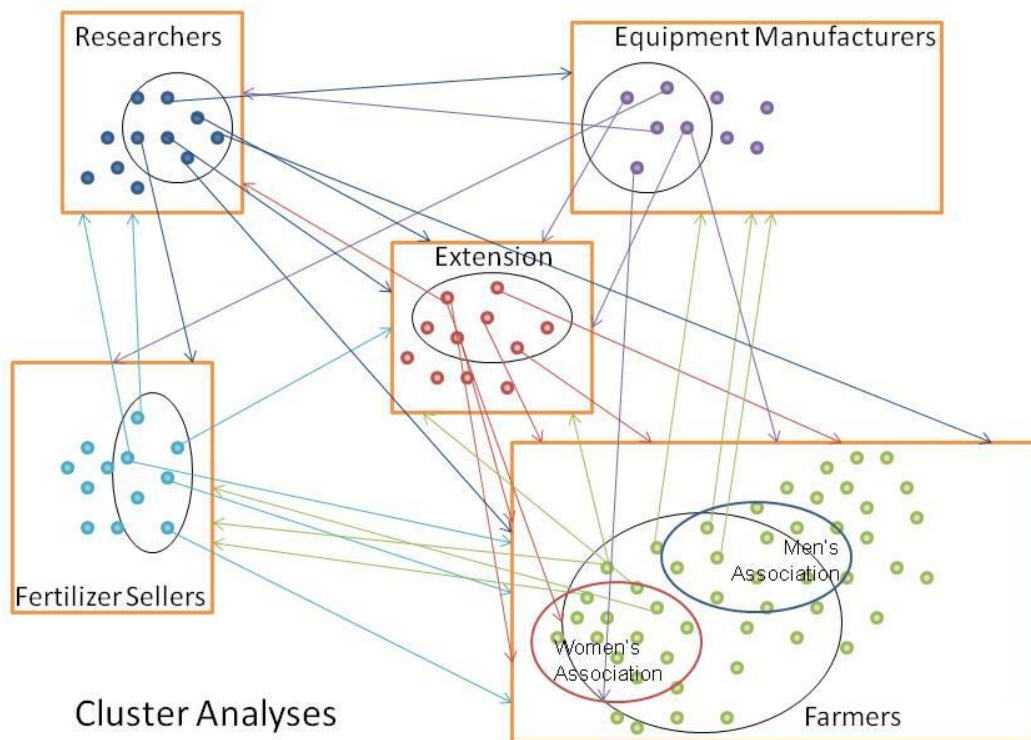 Researchers
Equipment Manufacturers
Extension
Fertilizer Sellers
Men's
Association
Women's
Association
Farmers
Cluster Analyses